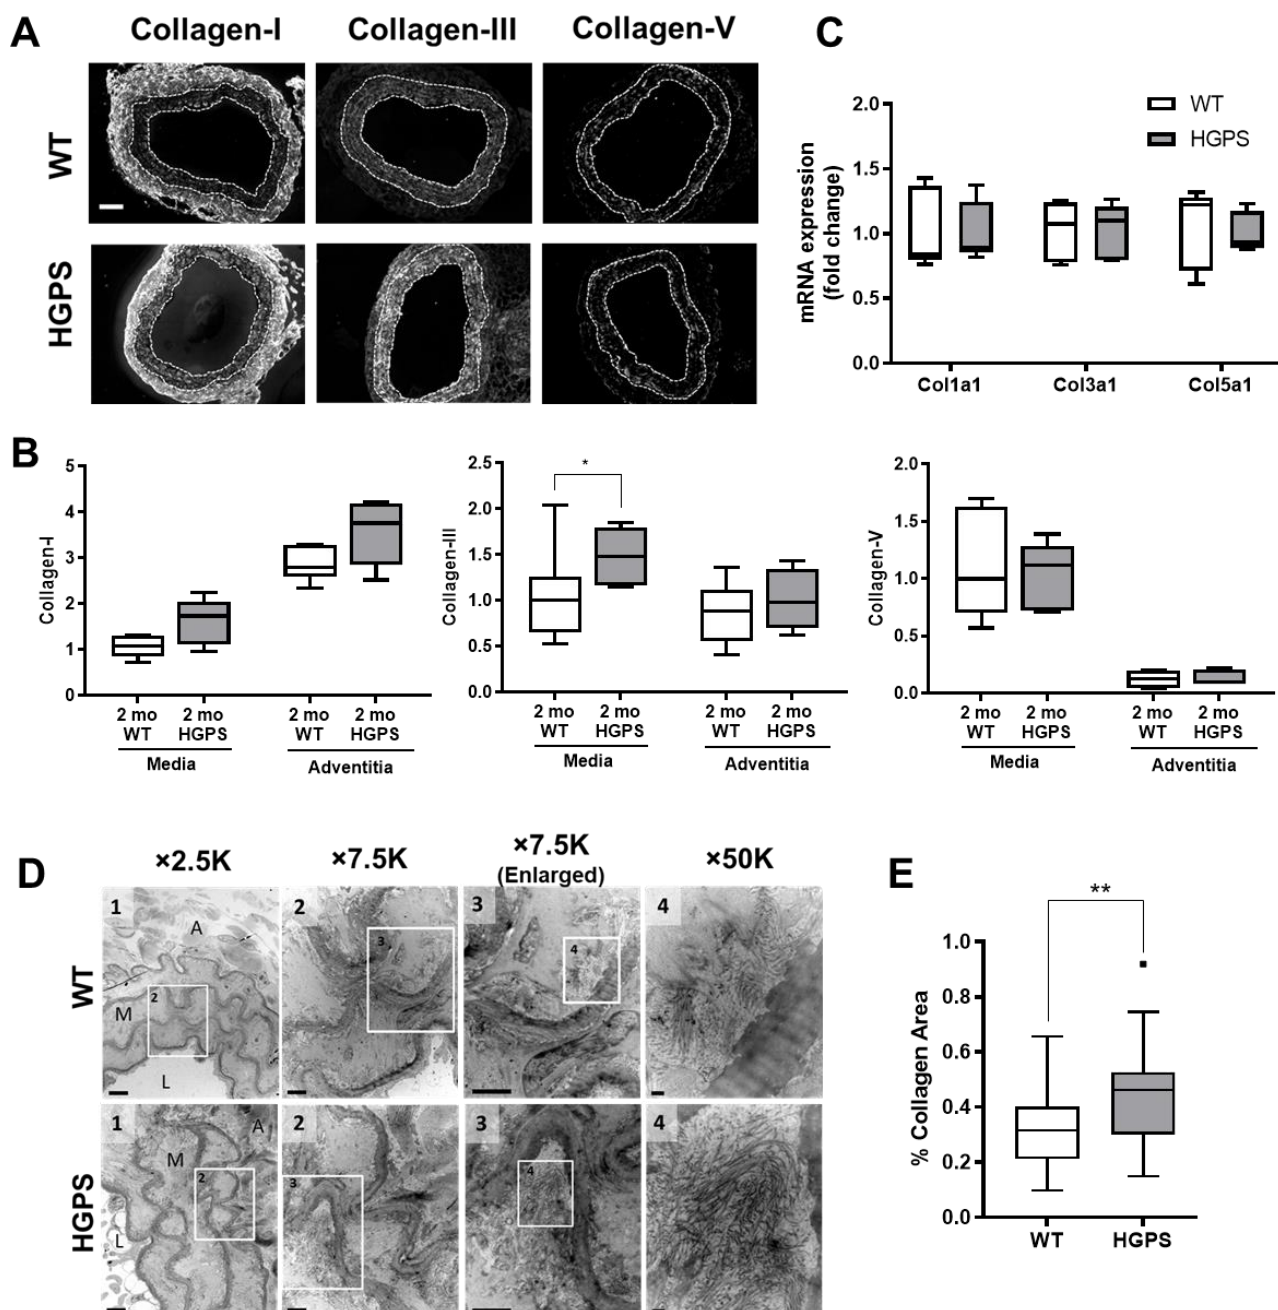 A
Collagen-I
Collagen-III
Collagen-V
WT
HGPS
C
2.0
1.5
1.0
0.5
0.0
mRNA expression
(fold change)
WT
HGPS
Col1a1
Col3a1
Col5a1
B
5
4
3
2
1
0
Collagen-I
2 mo
WT
2 mo
HGPS
2 mo
WT
2 mo
HGPS
Media
Adventitia
2.5
2.0
1.5
1.0
0.5
0.0
Collagen-III
*
2 mo
WT
2 mo
HGPS
2 mo
WT
2 mo
HGPS
Media
Adventitia
2.0
1.5
1.0
0.5
0.0
Collagen-V
2 mo
WT
2 mo
HGPS
2 mo
WT
2 mo
HGPS
Media
Adventitia
D
×2.5K
×7.5K
×7.5K
(Enlarged)
×50K
WT
1
A
2
M
L
2
3
3
4
4
HGPS
1
A
M
2
L
2
3
3
4
4
E
**
1.0
0.8
0.6
0.4
0.2
0.0
% Collagen Area
WT
HGPS